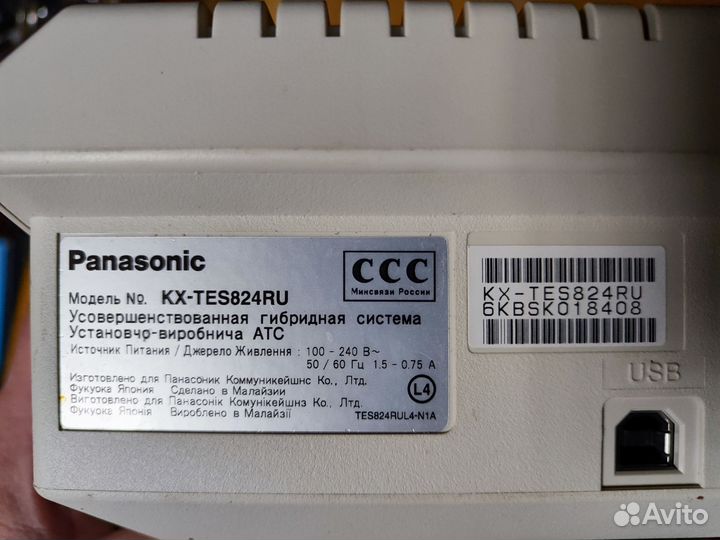 Panasonic
CCC
Минсвязи России
Модель No. KX-TES824RU
Усовершенствованная гибридная система
Установчо-виробнича АТС
Источник Питания / Джерело Живлення : 100 - 240 В~
50 / 60 Гц 1.5 - 0.75 А
Изготовлено для Панасоник Коммуникейшнс Ко., Лтд.
Фукуока Япония Сделано в Малайзии
Виготовлено для Панасонік Комунікейшнз Ко., Лтд.
Фукуока Японія Вироблено в Малайзії
L4
TES824RUL4-N1A
KX-TES824RU
6KBSK018408
USB
Avito